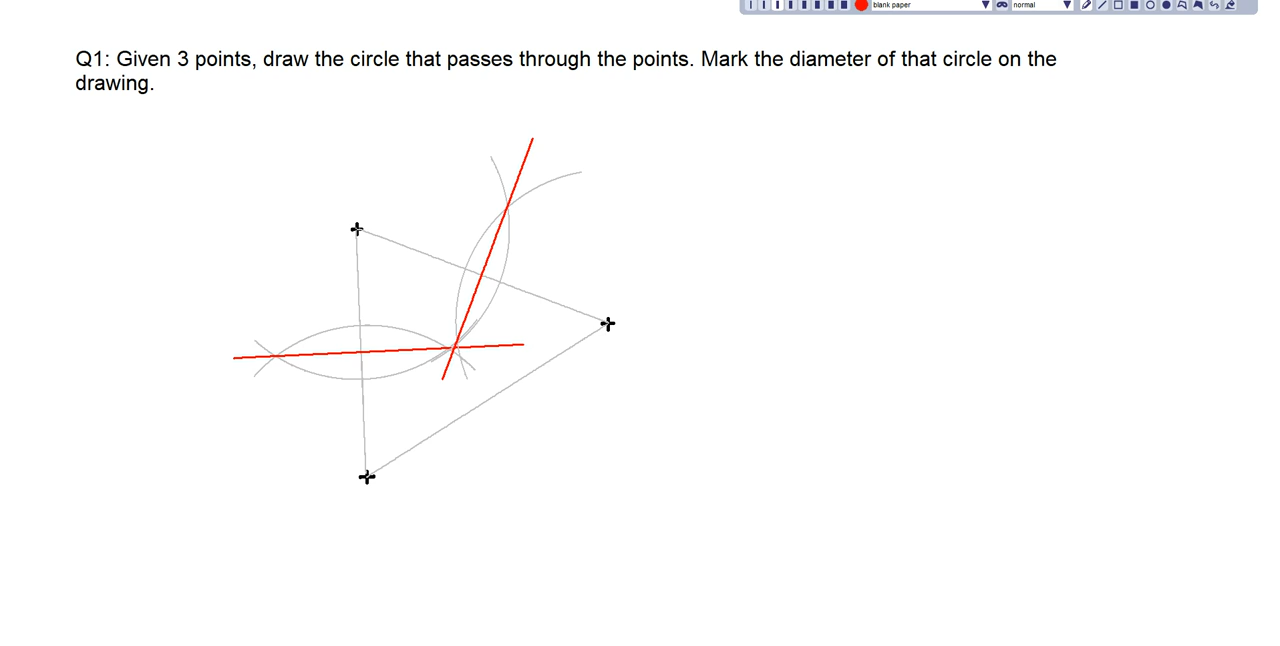 blank paper normal
Q1: Given 3 points, draw the circle that passes through the points. Mark the diameter of that circle on the
drawing.